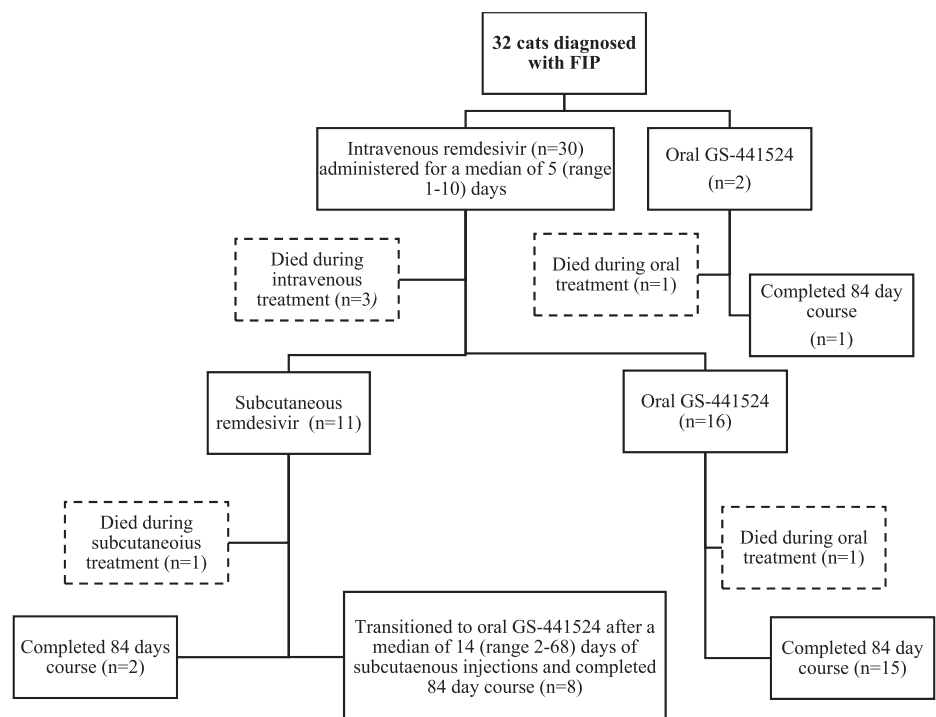 32 cats diagnosed
with FIP
Intravenous remdesivir (n=30)
administered for a median of 5 (range
1-10) days
Oral GS-441524
(n=2)
Died during
intravenous
treatment (n=3)
Died during oral
treatment (n=1)
Completed 84 day
course
(n=1)
Subcutaneous
remdesivir (n=11)
Oral GS-441524
(n=16)
Died during
subcutaneoius
treatment (n=1)
Died during oral
treatment (n=1)
Completed 84 days
course (n=2)
Transitioned to oral GS-441524 after a
median of 14 (range 2-68) days of
subcutaenous injections and completed
84 day course (n=8)
Completed 84 day
course (n=15)